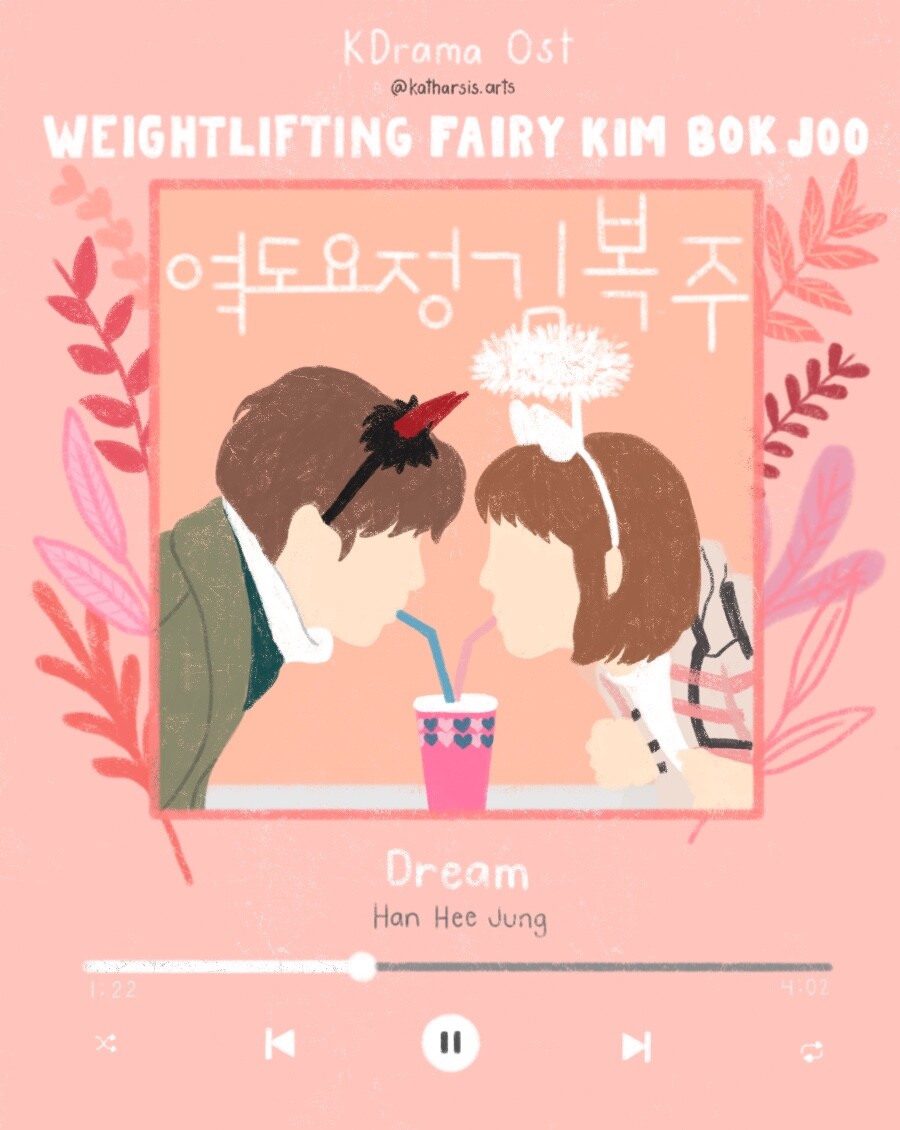 KDrama Ost
@katharsis.arts
WEIGHTLIFTING FAIRY KIM BOK JOO
역도요정김복주
Dream
Han Hee Jung
1:22 4:02